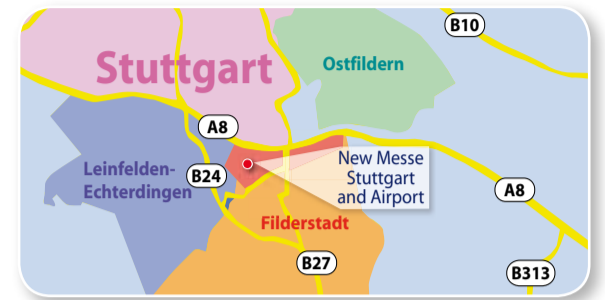 B10
Stuttgart
Ostfildern
A8
New Messe
Stuttgart
and Airport
Leinfelden-
Echterdingen
B24
A8
Filderstadt
B27
B313